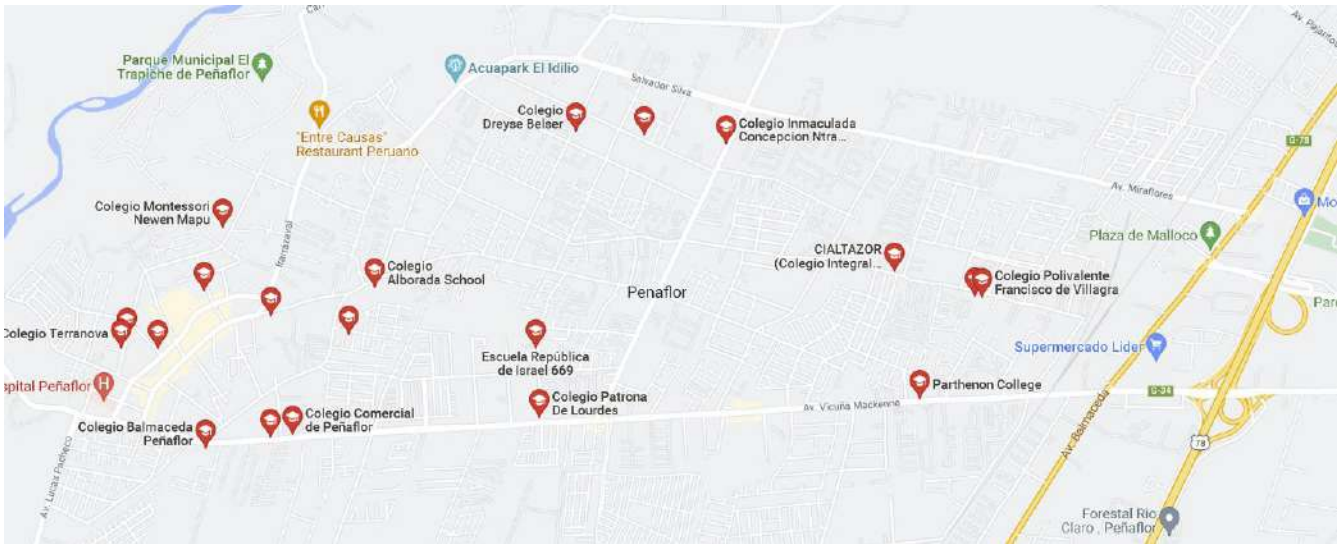 Av. Pajaritos
Parque Municipal El
Trapiche de Peñaflor
Acuapark El Idilio
Salvador Silva
Colegio
Dreyse Belser
Colegio Inmaculada
Concepcion Ntra...
"Entre Causas"
Restaurant Peruano
G-78
Av. Miraflores
Colegio Montessori
Newen Mapu
Irarrazaval
Plaza de Malloco
CIALTAZOR
(Colegio Integral...
Colegio
Alborada School
Penaflor
Colegio Polivalente
Francisco de Villagra
Colegio Terranova
Escuela República
de Israel 669
Supermercado Lider
spital Peñaflor
H
Parthenon College
G-34
Colegio Patrona
De Lourdes
Av. Vicuña Mackenna
Colegio Comercial
de Peñaflor
Colegio Balmaceda
Peñaflor
Av. Balmaceda
78
Av. Lucas Pacheco
Forestal Rio
Claro , Peñaflor